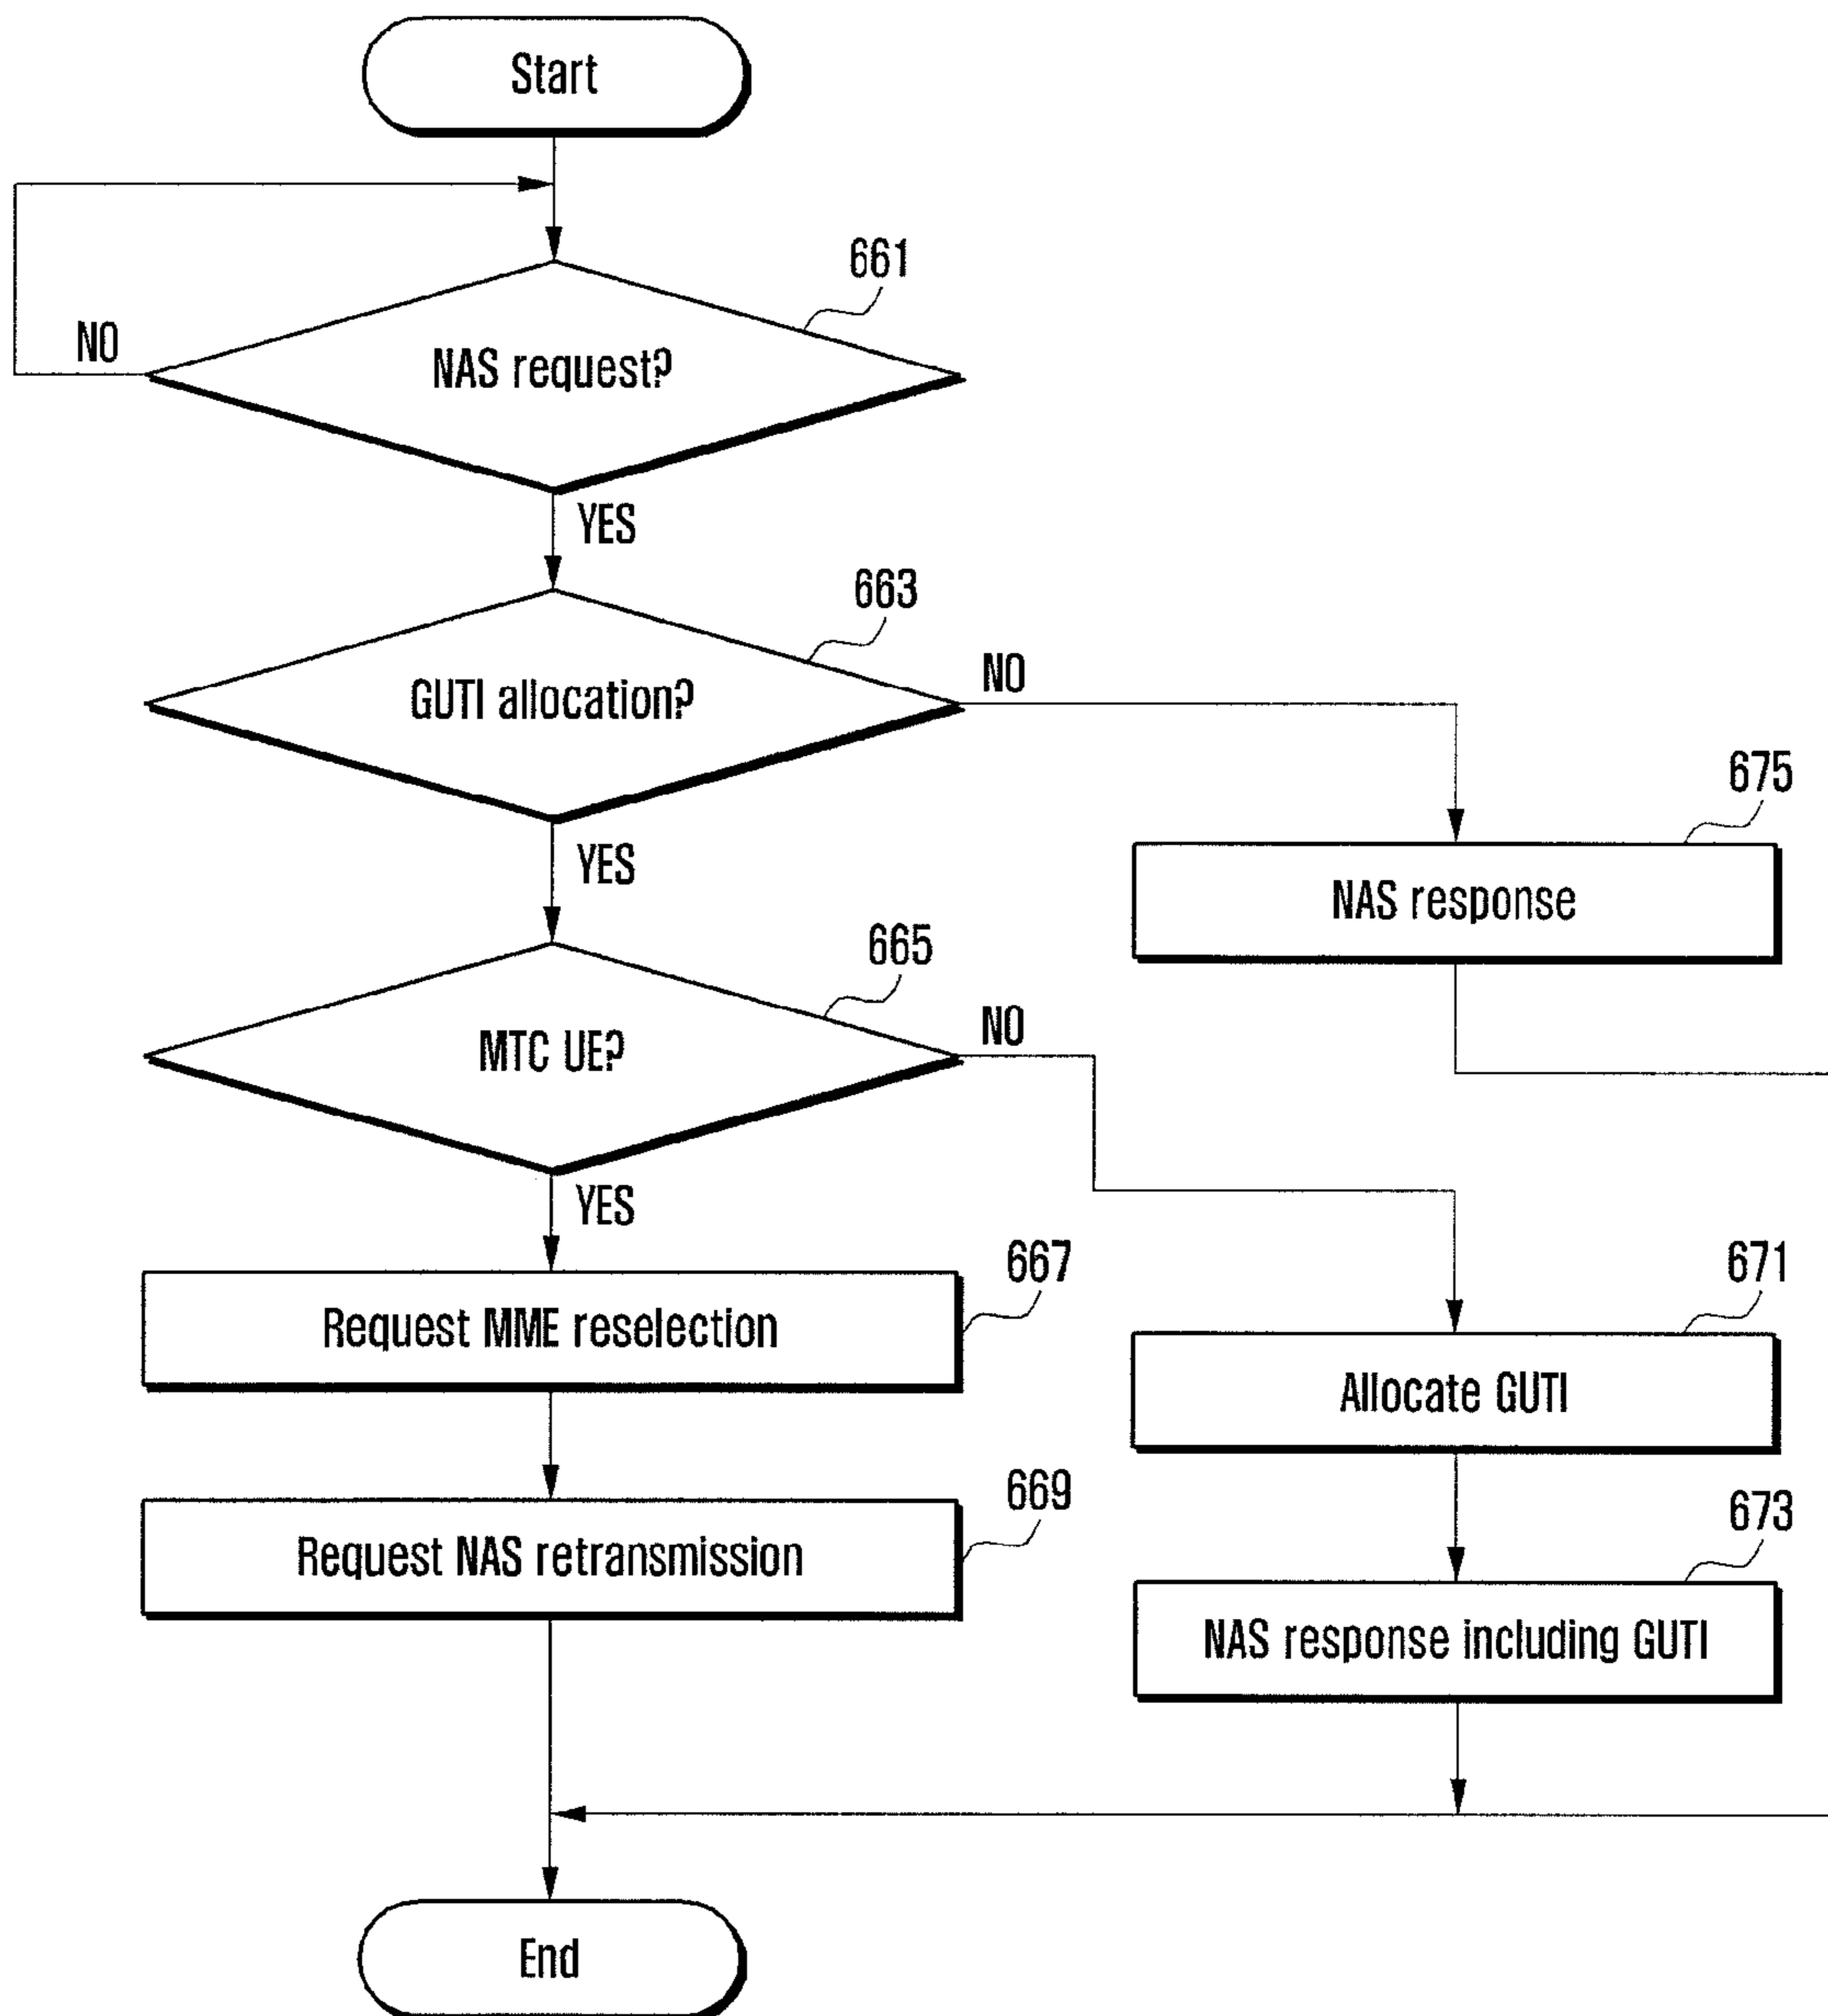 Start
661
NO
NAS request?
YES
663
GUTI allocation?
NO
675
YES
NAS response
665
MTC UE?
NO
YES
667
Request MME reselection
671
Allocate GUTI
669
Request NAS retransmission
673
NAS response including GUTI
End